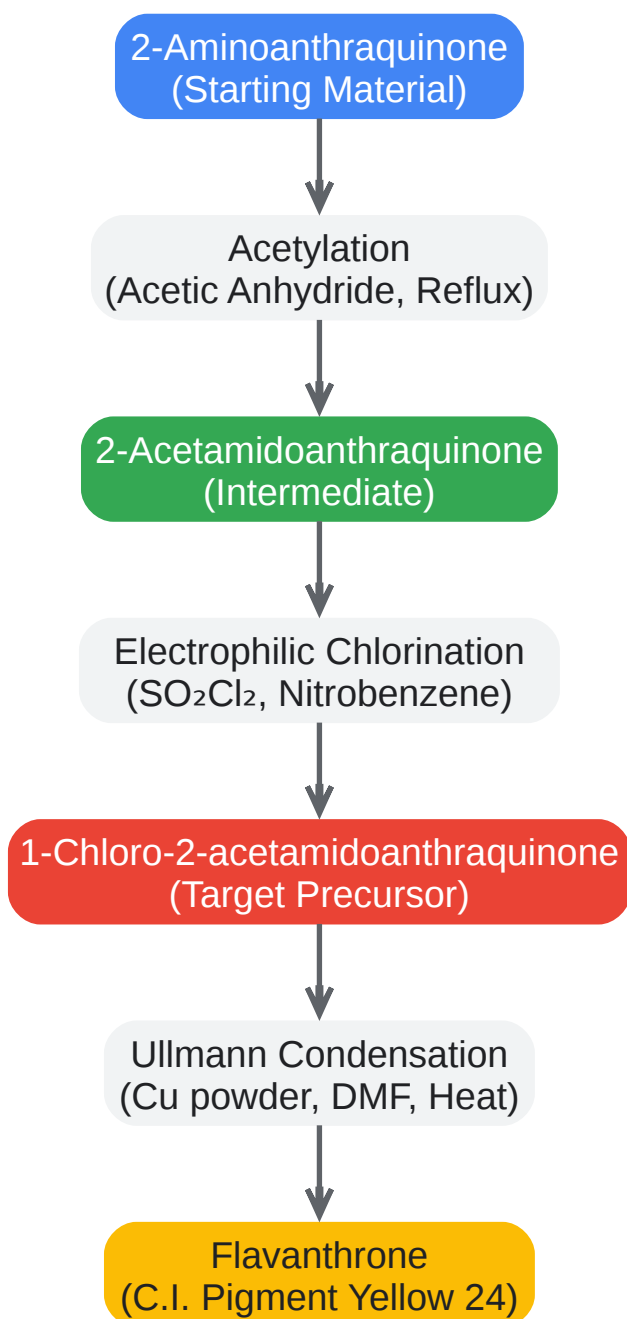 2-Aminoanthraquinone
(Starting Material)
Acetylation
(Acetic Anhydride, Reflux)
2-Acetamidoanthraquinone
(Intermediate)
Electrophilic Chlorination
(SO₂Cl₂, Nitrobenzene)
1-Chloro-2-acetamidoanthraquinone
(Target Precursor)
Ullmann Condensation
(Cu powder, DMF, Heat)
Flavanthrone
(C.I. Pigment Yellow 24)